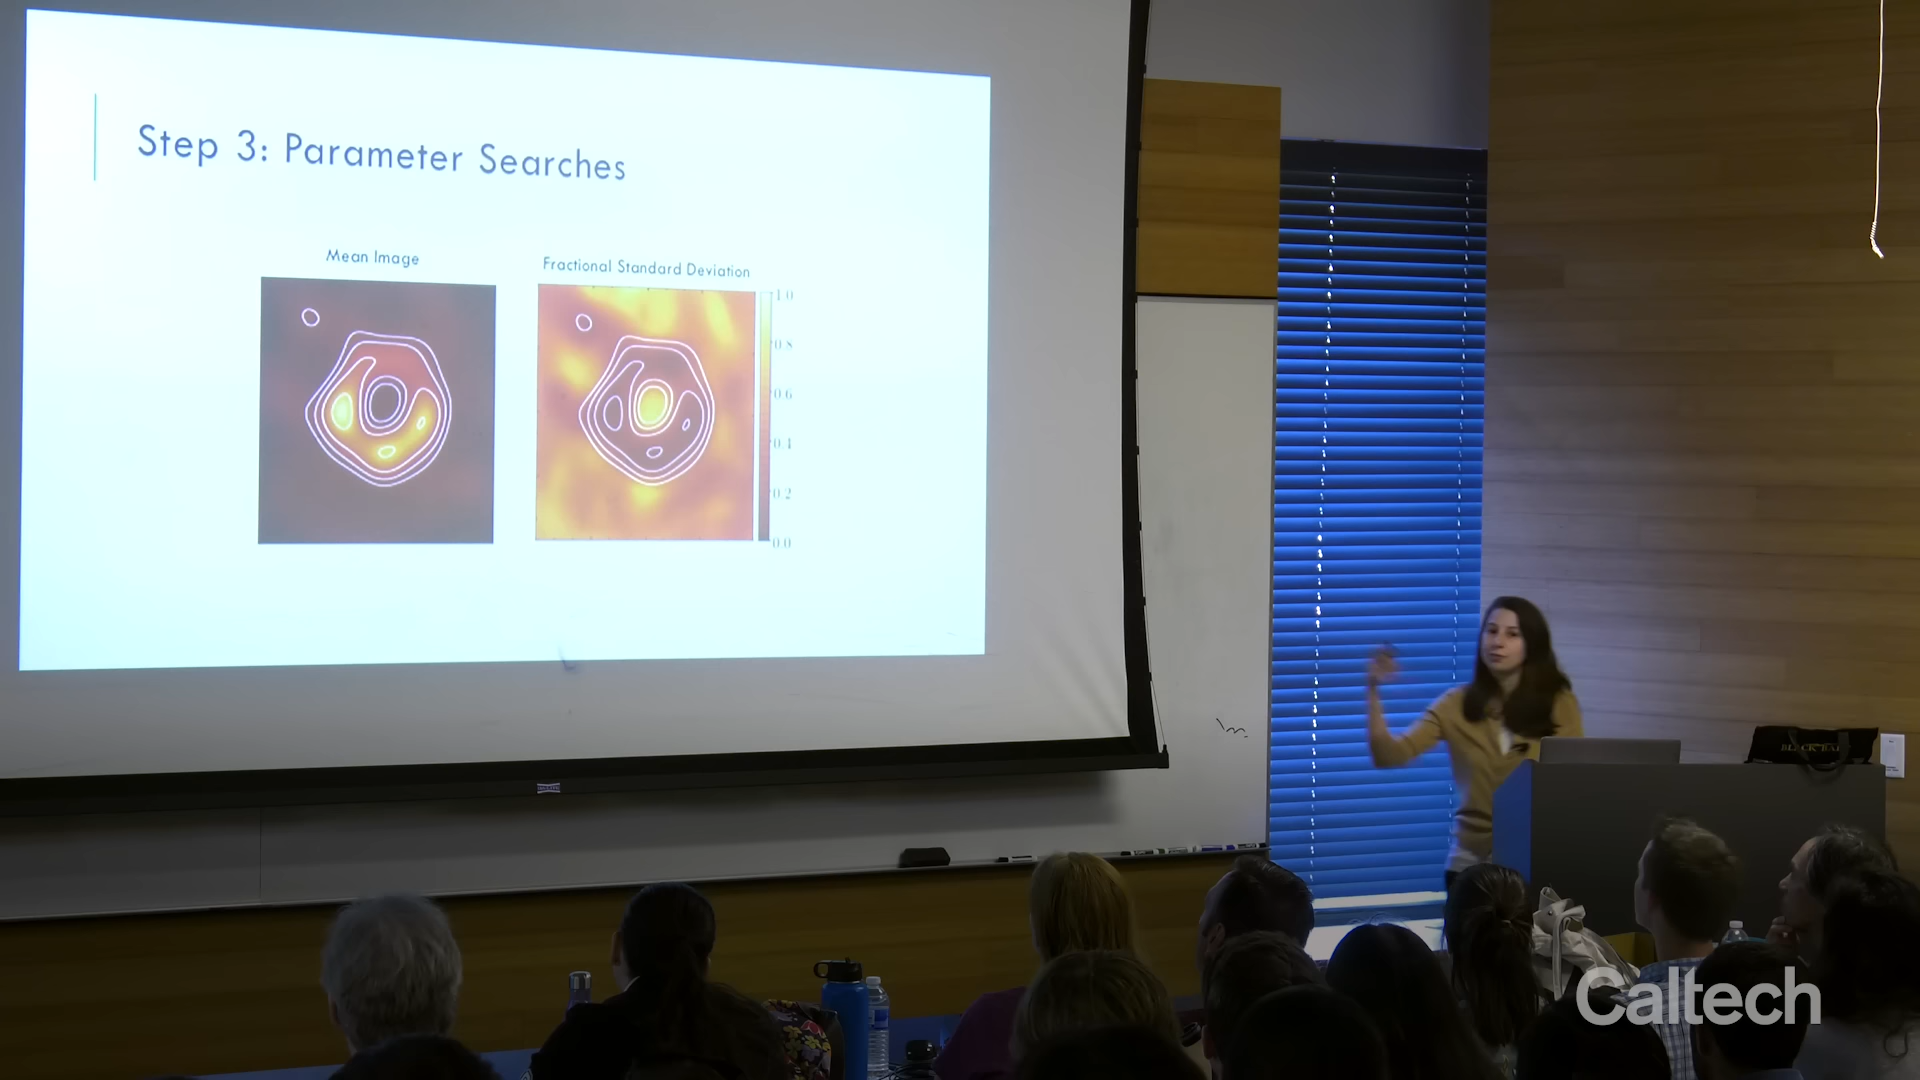 Step 3: Parameter Searches
Mean Image
Fractional Standard Deviation
1.0
0.8
0.6
0.4
0.2
0.0
Caltech